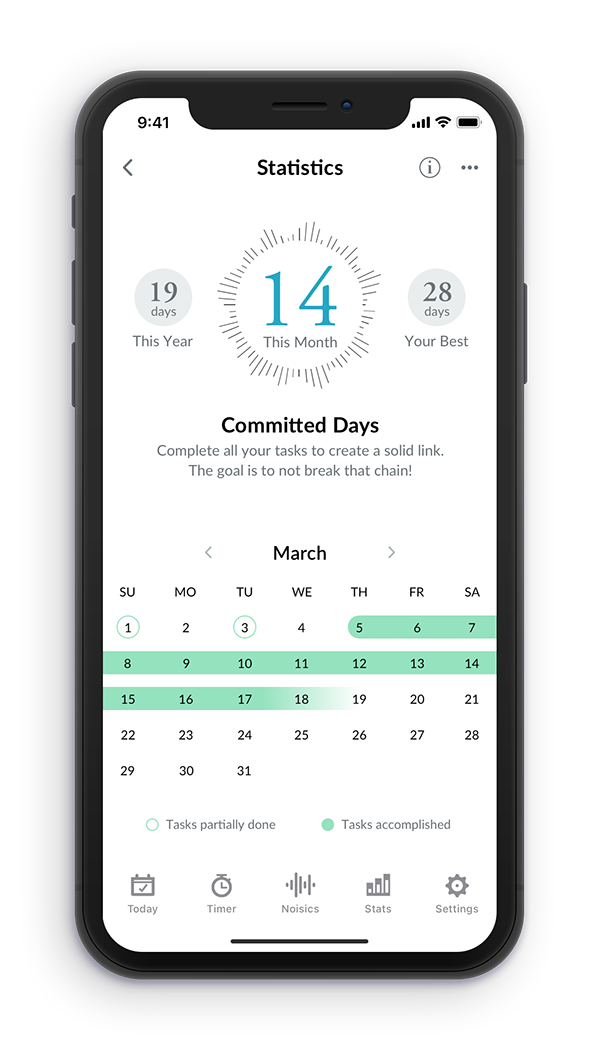 9:41
Statistics
19
days
This Year
14
This Month
28
days
Your Best
Committed Days
Complete all your tasks to create a solid link.
The goal is to not break that chain!
March
SU MO TU WE TH FR SA
1 2 3 4 5 6 7
8 9 10 11 12 13 14
15 16 17 18 19 20 21
22 23 24 25 26 27 28
29 30 31
Tasks partially done Tasks accomplished
Today Timer Noisics Stats Settings